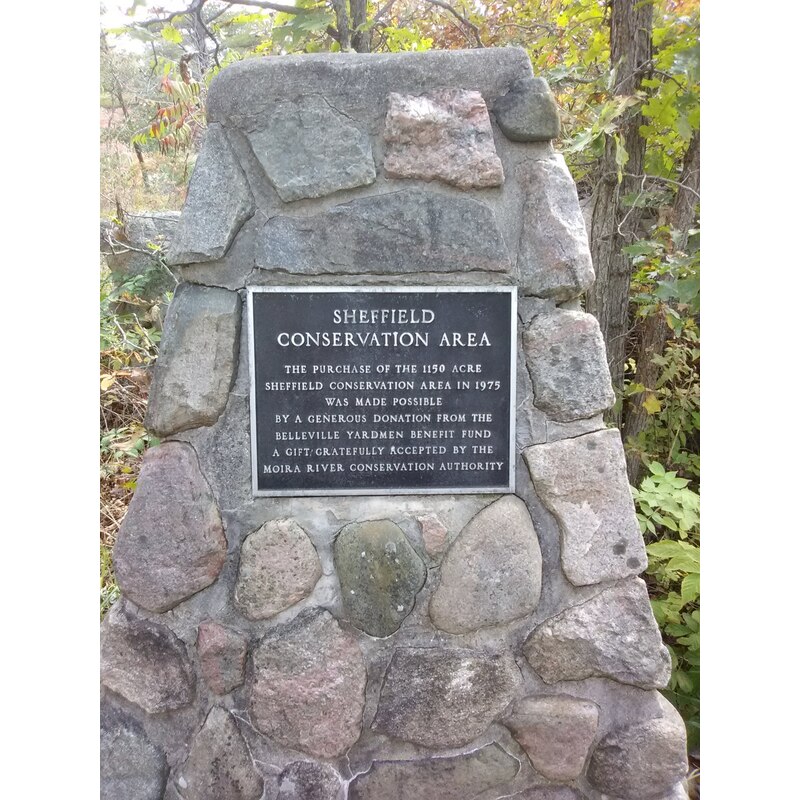 SHEFFIELD
CONSERVATION AREA
THE PURCHASE OF THE 1150 ACRE
SHEFFIELD CONSERVATION AREA IN 1975
WAS MADE POSSIBLE
BY A GENEROUS DONATION FROM THE
BELLEVILLE YARDMEN BENEFIT FUND
A GIFT GRATEFULLY ACCEPTED BY THE
MOIRA RIVER CONSERVATION AUTHORITY